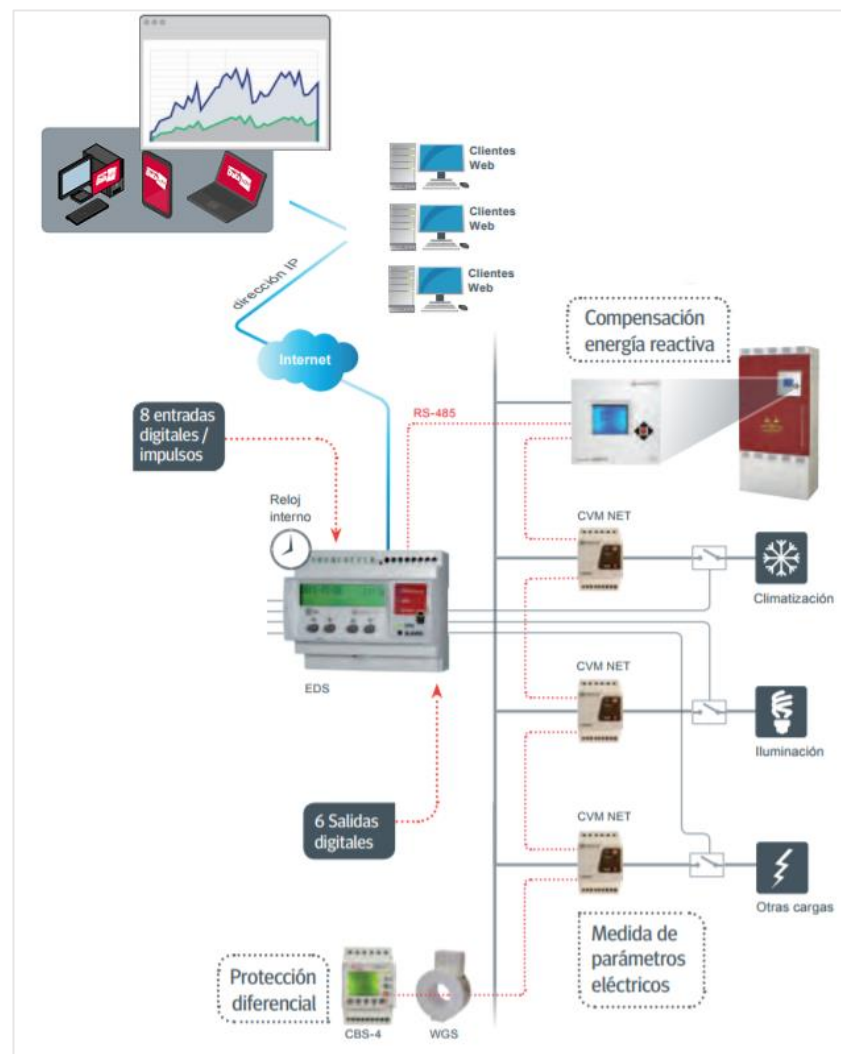 Clientes
Web
Clientes
Web
Clientes
Web
dirección IP
Internet
Compensación
energía reactiva
RS-485
8 entradas
digitales /
impulsos
Reloj
interno
CVM NET
Climatización
EDS
CVM NET
Iluminación
6 Salidas
digitales
CVM NET
Otras cargas
Medida de
parámetros
eléctricos
Protección
diferencial
CBS-4
WGS